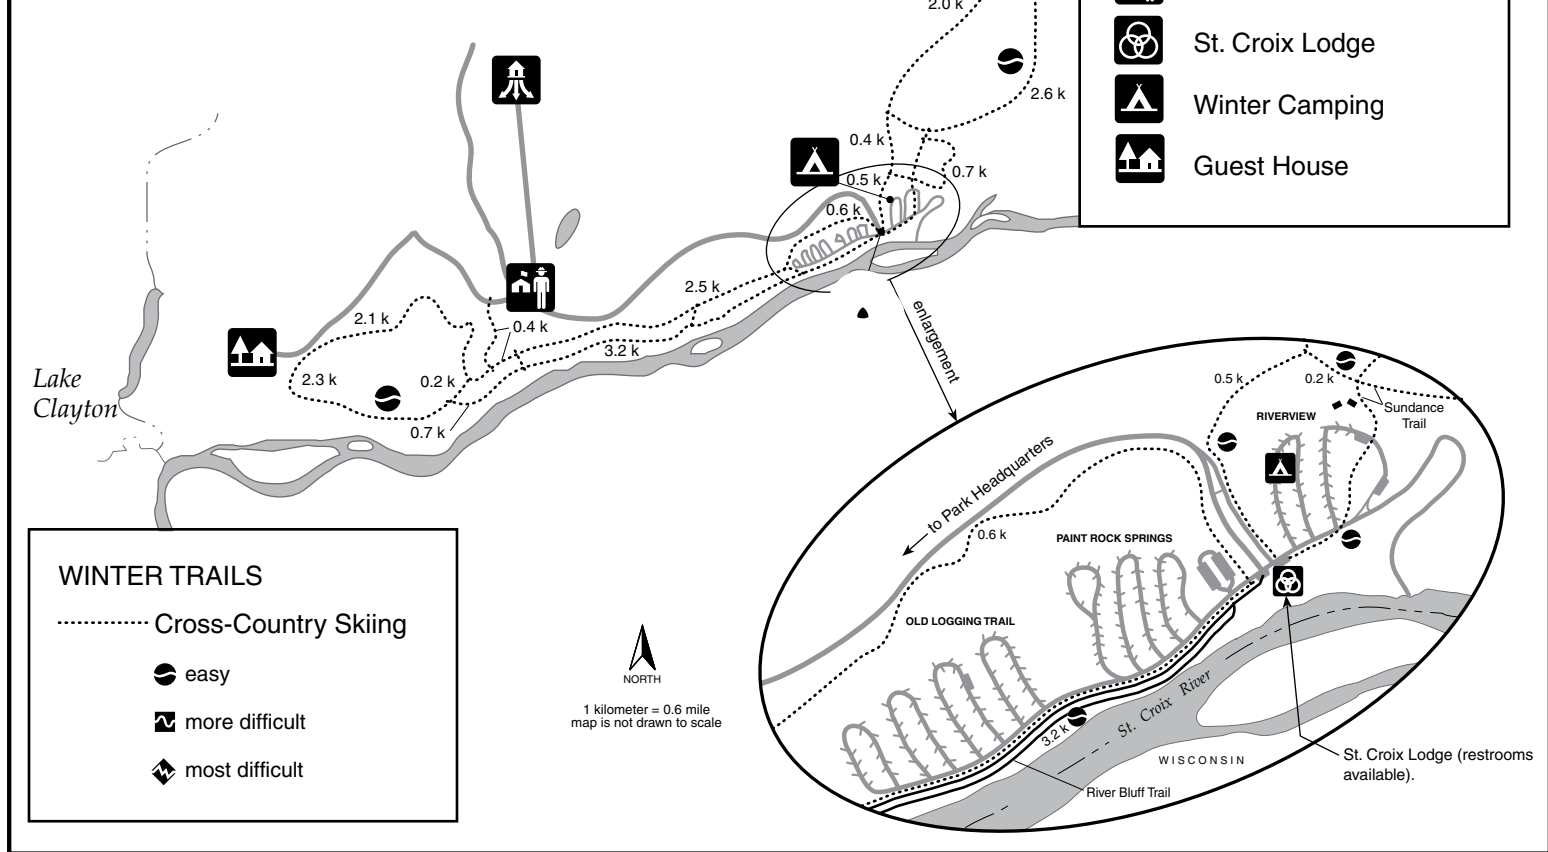 2.0 k
St. Croix Lodge
2.6 k
Winter Camping
0.4 k
Guest House
0.7 k
0.5 k
0.6 k
2.5 k
2.1 k
0.4 k
3.2 k
enlargement
Lake
Clayton
2.3 k
0.2 k
0.7 k
0.5 k
0.2 k
Sundance
Trail
RIVERVIEW
to Park Headquarters
0.6 k
PAINT ROCK SPRINGS
OLD LOGGING TRAIL
WINTER TRAILS
Cross-Country Skiing
easy
more difficult
most difficult
NORTH
1 kilometer = 0.6 mile
map is not drawn to scale
3.2 k
St. Croix River
WISCONSIN
River Bluff Trail
St. Croix Lodge (restrooms
available).